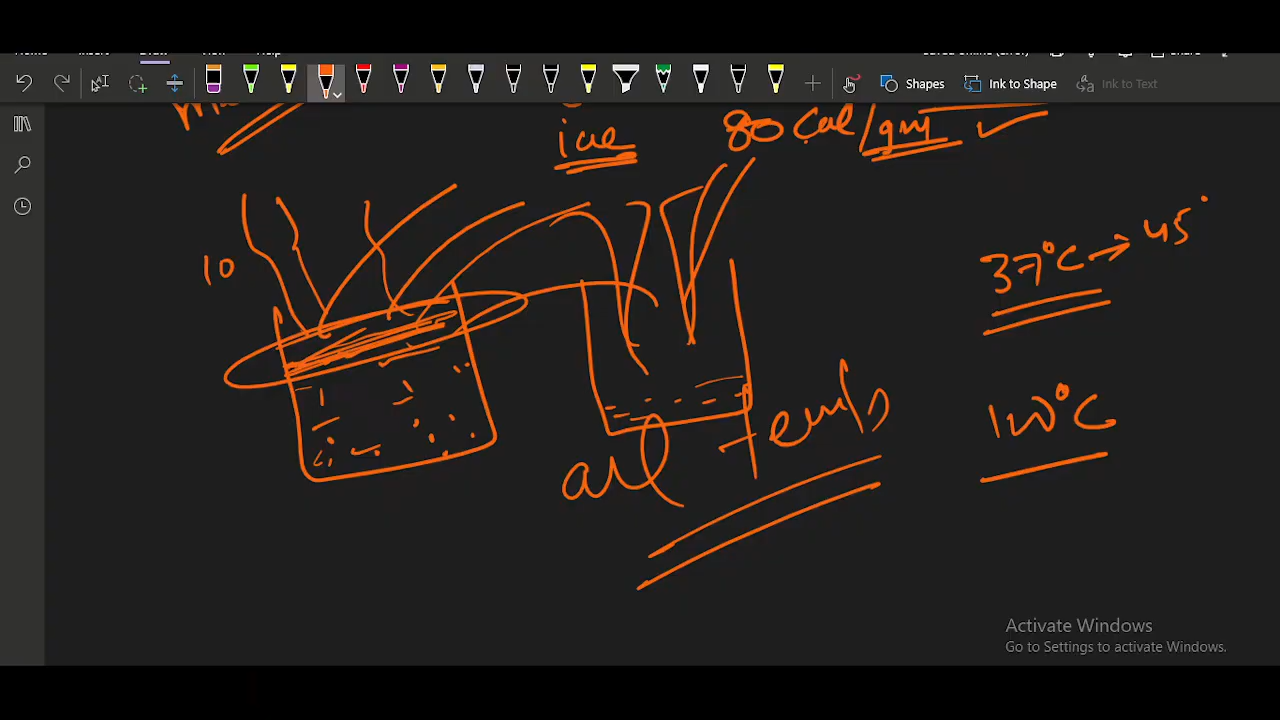 Shapes Ink to Shape Ink to Text
ice 80 Cal/gm
10
37°C → 45°
100°C
all temp
Activate Windows
Go to Settings to activate Windows.